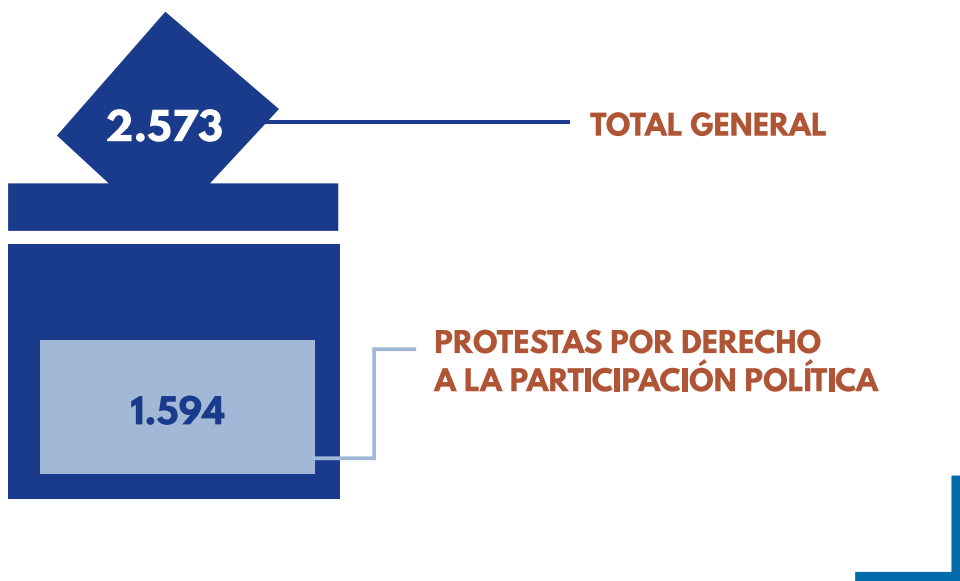 2.573
TOTAL GENERAL
PROTESTAS POR DERECHO
A LA PARTICIPACIÓN POLÍTICA
1.594